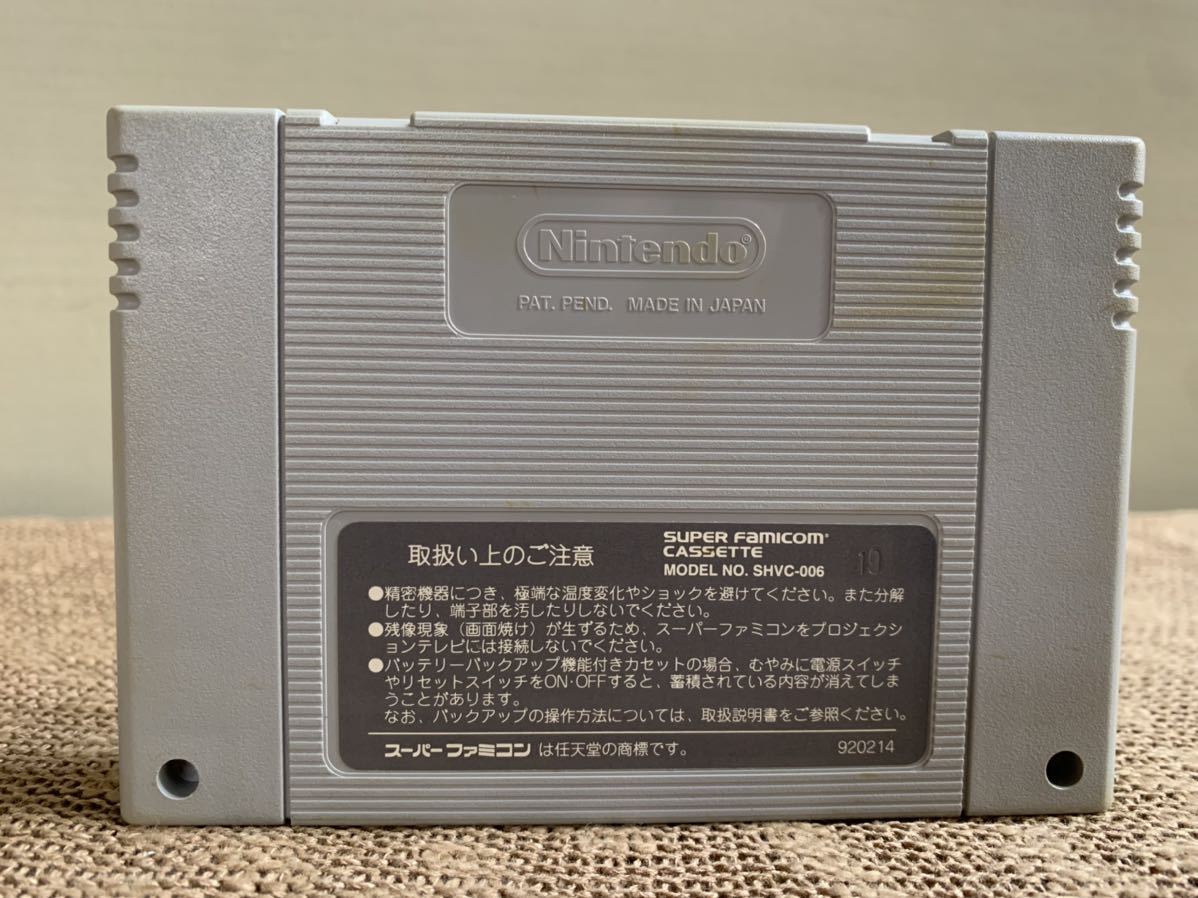 Nintendo®
PAT. PEND. MADE IN JAPAN
取扱い上のご注意
SUPER FAMICOM®
CASSETTE
MODEL NO. SHVC-006
19
●精密機器につき、極端な温度変化やショックを避けてください。また分解
したり、端子部を汚したりしないでください。
●残像現象（画面焼け）が生ずるため、スーパーファミコンをプロジェクシ
ョンテレビには接続しないでください。
●バッテリーバックアップ機能付きカセットの場合、むやみに電源スイッチ
やリセットスイッチをON・OFFすると、蓄積されている内容が消えてしま
うことがあります。
なお、バックアップの操作方法については、取扱説明書をご参照ください。
スーパーファミコン は任天堂の商標です。
920214